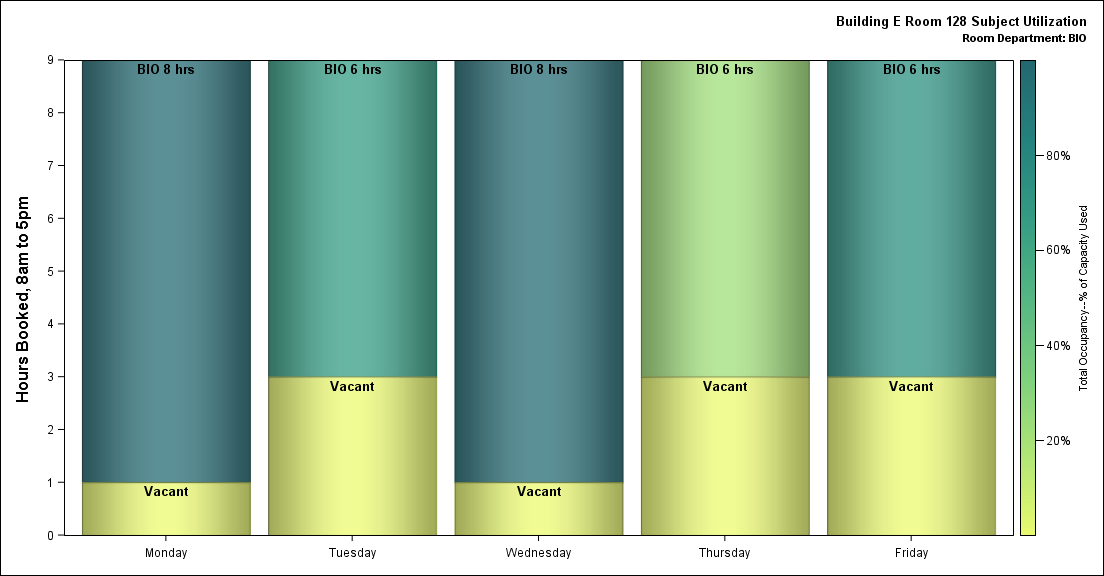 Building E Room 128 Subject Utilization
Room Department: BIO
Hours Booked, 8am to 5pm
9
8
7
6
5
4
3
2
1
0
BIO 8 hrs
Vacant
BIO 6 hrs
Vacant
BIO 8 hrs
Vacant
BIO 6 hrs
Vacant
BIO 6 hrs
Vacant
Monday
Tuesday
Wednesday
Thursday
Friday
80%
60%
40%
20%
Total Occupancy--% of Capacity Used